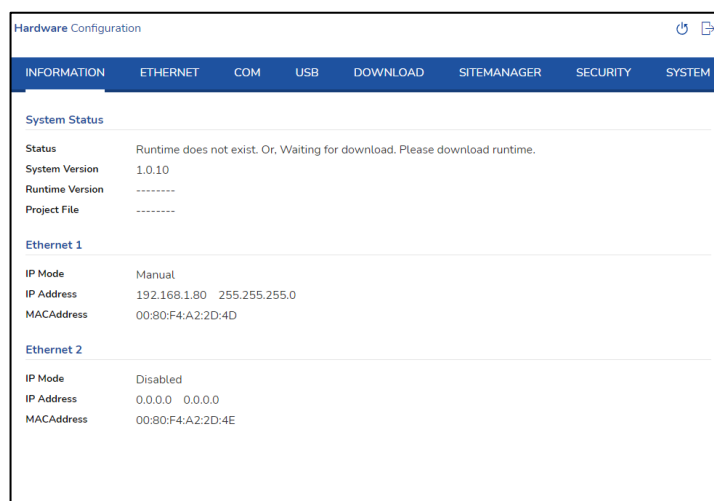 Hardware Configuration
INFORMATION ETHERNET COM USB DOWNLOAD SITEMANAGER SECURITY SYSTEM
System Status
Status Runtime does not exist. Or, Waiting for download. Please download runtime.
System Version 1.0.10
Runtime Version --------
Project File --------
Ethernet 1
IP Mode Manual
IP Address 192.168.1.80 255.255.255.0
MACAddress 00:80:F4:A2:2D:4D
Ethernet 2
IP Mode Disabled
IP Address 0.0.0.0 0.0.0.0
MACAddress 00:80:F4:A2:2D:4E